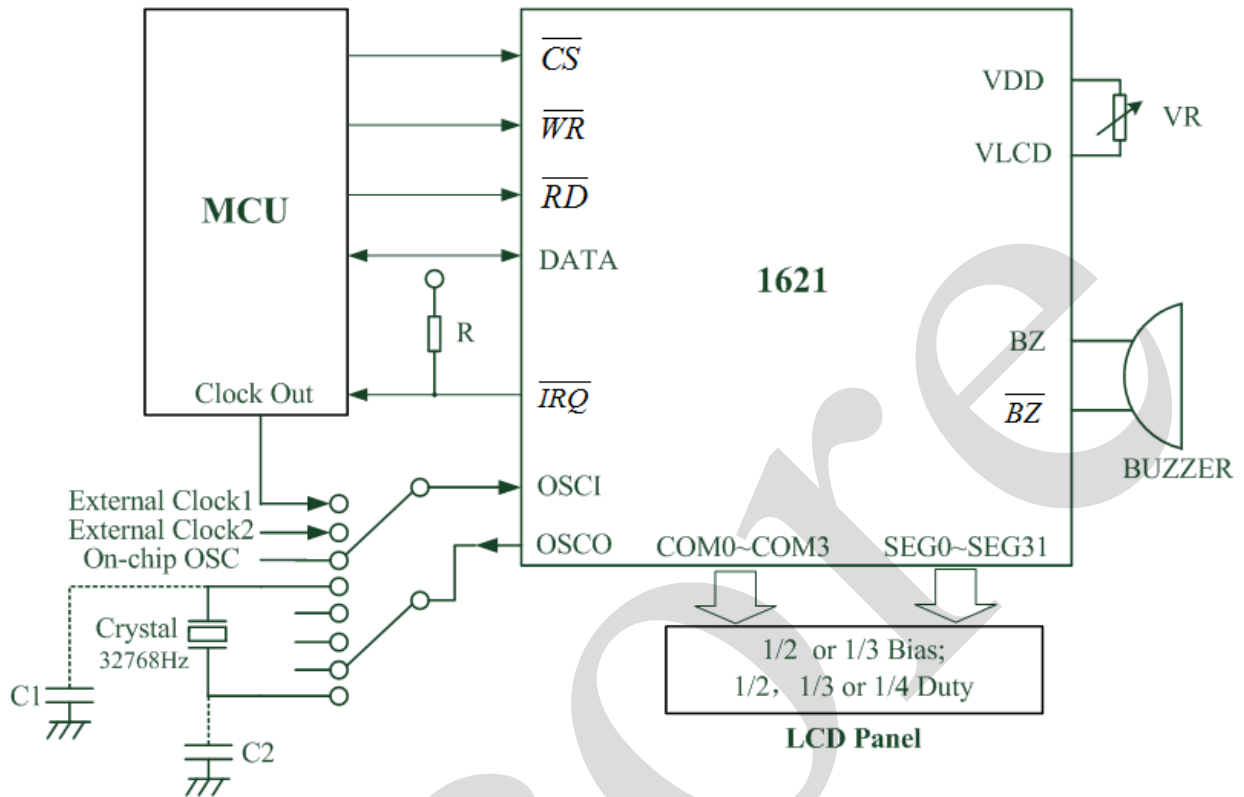 MCU
Clock Out
CS
WR
RD
DATA
IRQ
OSCI
OSCO
R
1621
VDD
VLCD
VR
BZ
BZ
BUZZER
COM0~COM3
SEG0~SEG31
External Clock1
External Clock2
On-chip OSC
Crystal
32768Hz
C1
C2
1/2 or 1/3 Bias;
1/2，1/3 or 1/4 Duty
LCD Panel
ore